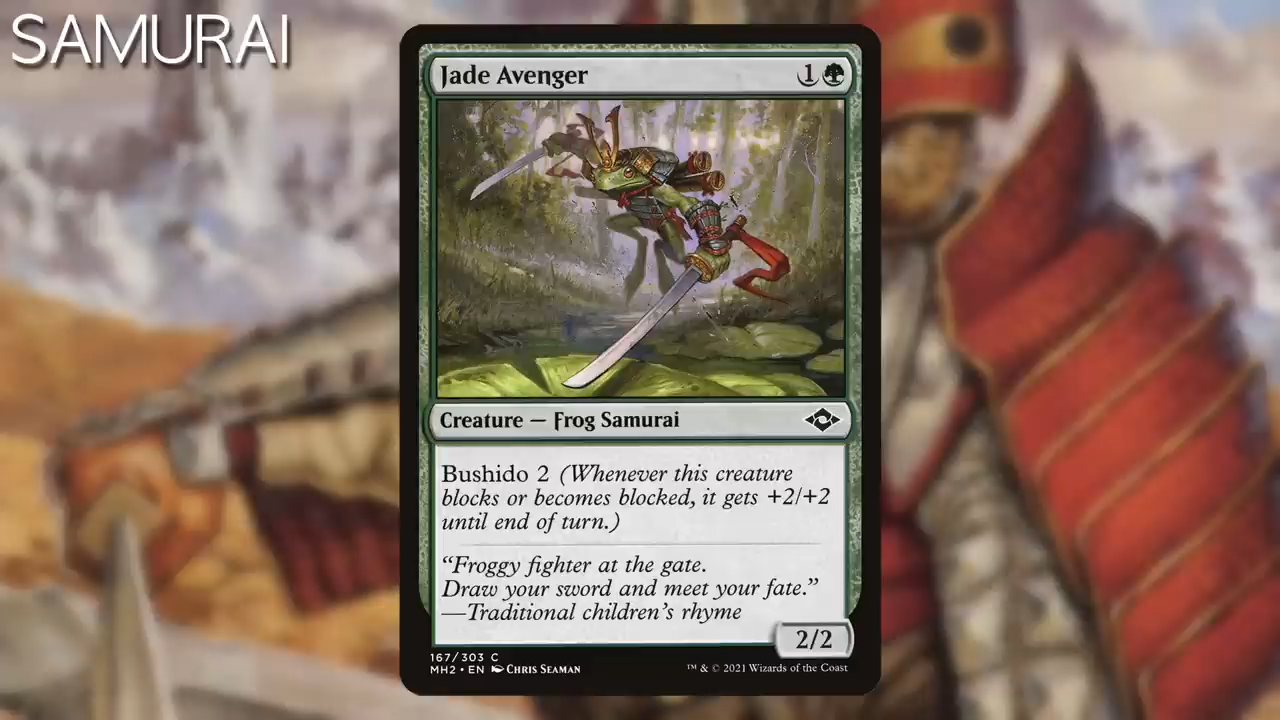 SAMURAI
Jade Avenger 1
Creature — Frog Samurai
Bushido 2 (Whenever this creature
blocks or becomes blocked, it gets +2/+2
until end of turn.)
“Froggy fighter at the gate.
Draw your sword and meet your fate.”
—Traditional children’s rhyme
2/2
167/303 C
MH2 • EN Chris Seaman
™ & © 2021 Wizards of the Coast